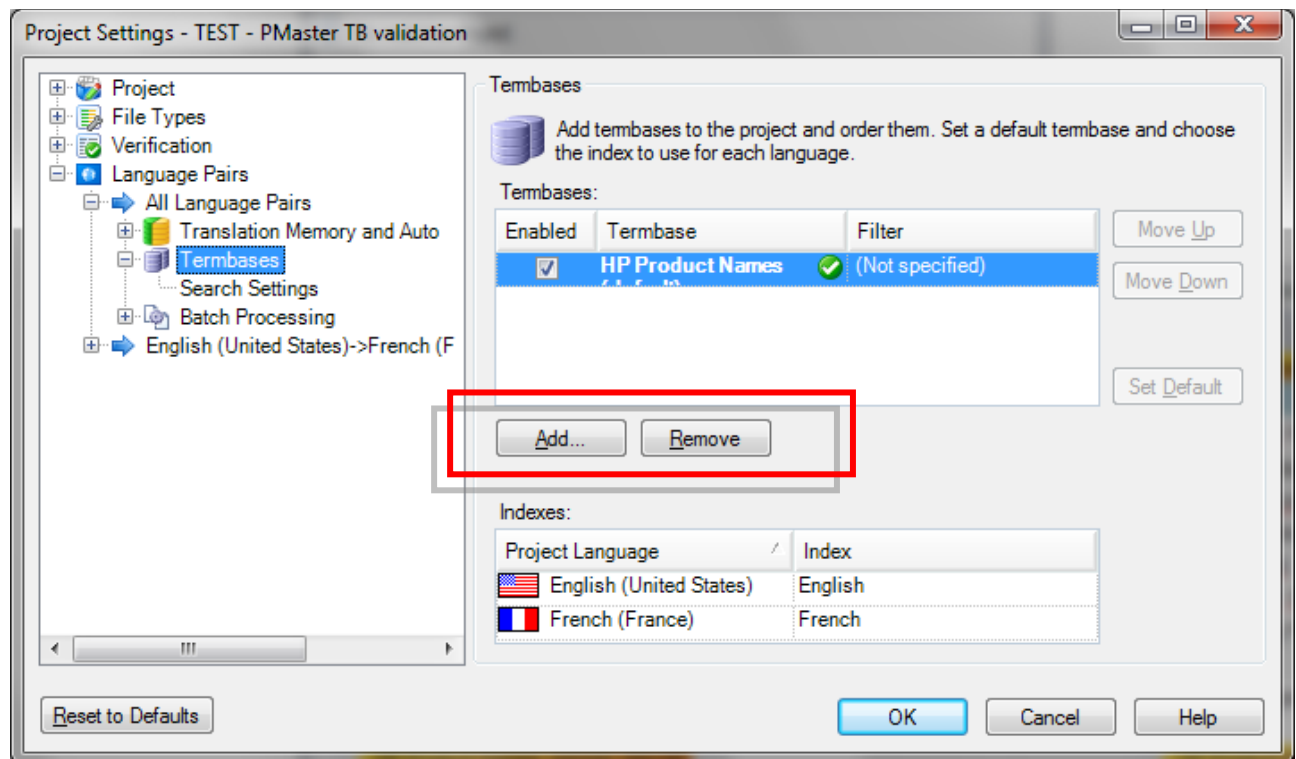 Project Settings - TEST - PMaster TB validation
Project
File Types
Verification
Language Pairs
All Language Pairs
Translation Memory and Auto
Termbases
Search Settings
Batch Processing
English (United States)->French (F
Termbases
Add termbases to the project and order them. Set a default termbase and choose
the index to use for each language.
Termbases:
Enabled Termbase Filter
HP Product Names (Not specified)
Move Up
Move Down
Set Default
Add... Remove
Indexes:
Project Language Index
English (United States) English
French (France) French
Reset to Defaults
OK Cancel Help